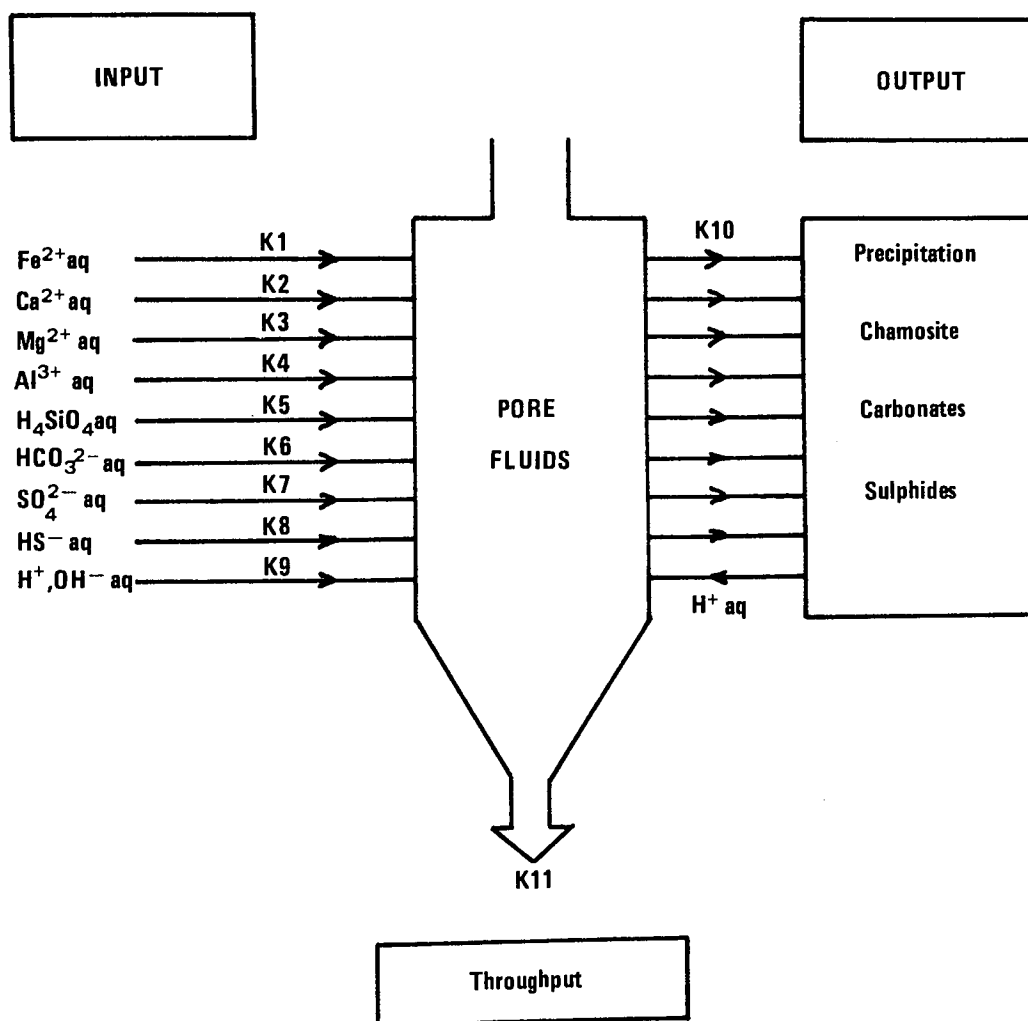 INPUT
OUTPUT
Fe²⁺aq
K1
Ca²⁺aq
K2
Mg²⁺ aq
K3
Al³⁺ aq
K4
H₄SiO₄aq
K5
HCO₃²⁻aq
K6
SO₄²⁻aq
K7
HS⁻ aq
K8
H⁺,OH⁻ aq
K9
PORE
FLUIDS
K10
H⁺ aq
Precipitation
Chamosite
Carbonates
Sulphides
K11
Throughput